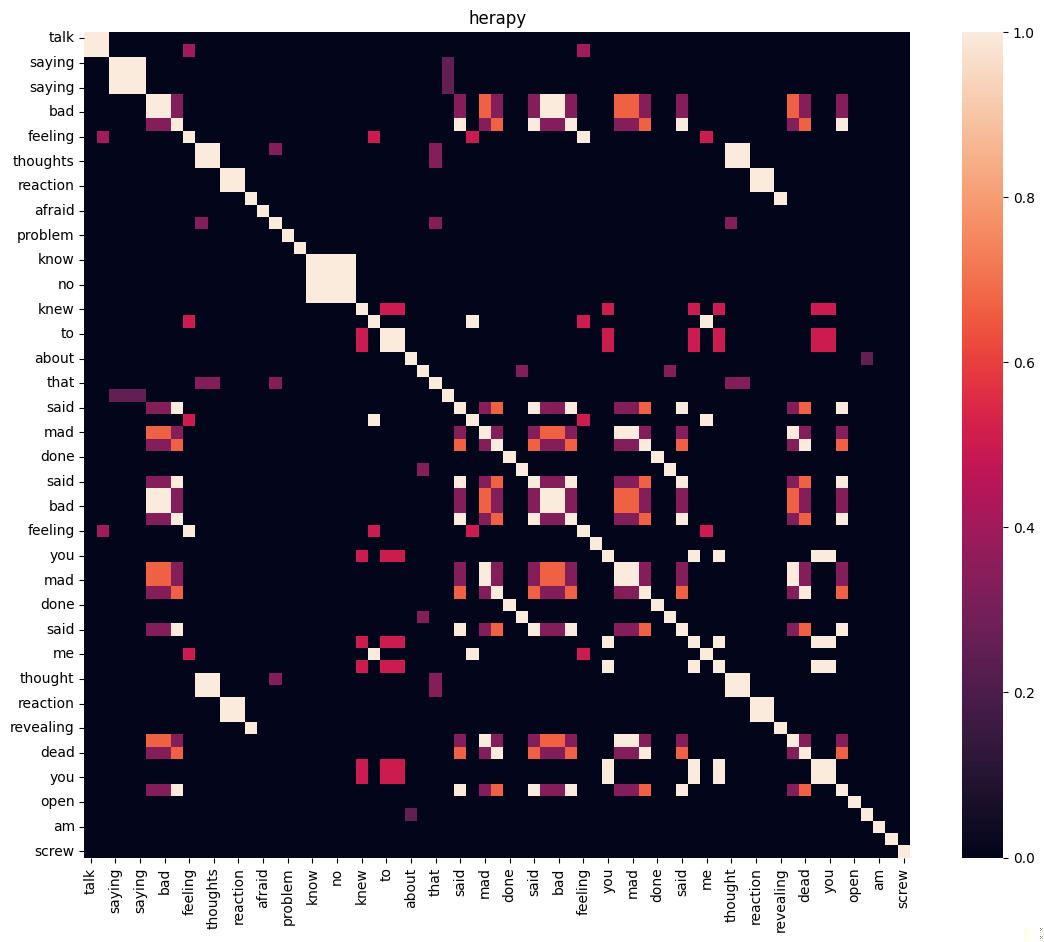 herapy
talk
saying
saying
bad
feeling
thoughts
reaction
afraid
problem
know
no
knew
to
about
that
said
mad
done
said
bad
feeling
you
mad
done
said
me
thought
reaction
revealing
dead
you
open
am
screw
talk
saying
saying
bad
feeling
thoughts
reaction
afraid
problem
know
no
knew
to
about
that
said
mad
done
said
bad
feeling
you
mad
done
said
me
thought
reaction
revealing
dead
you
open
am
screw
1.0
0.8
0.6
0.4
0.2
0.0